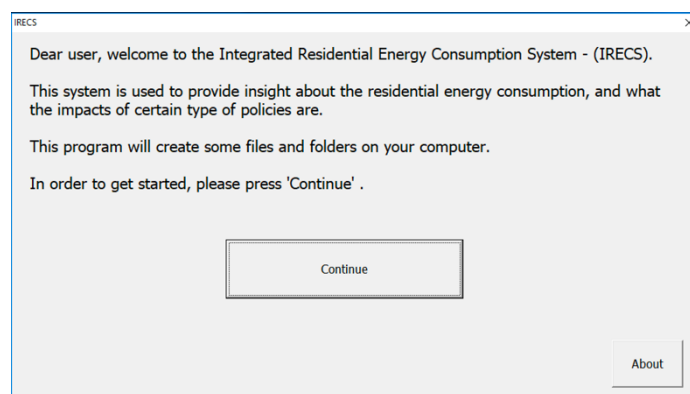 IRECS
Dear user, welcome to the Integrated Residential Energy Consumption System - (IRECS).
This system is used to provide insight about the residential energy consumption, and what
the impacts of certain type of policies are.
This program will create some files and folders on your computer.
In order to get started, please press 'Continue' .
Continue
About